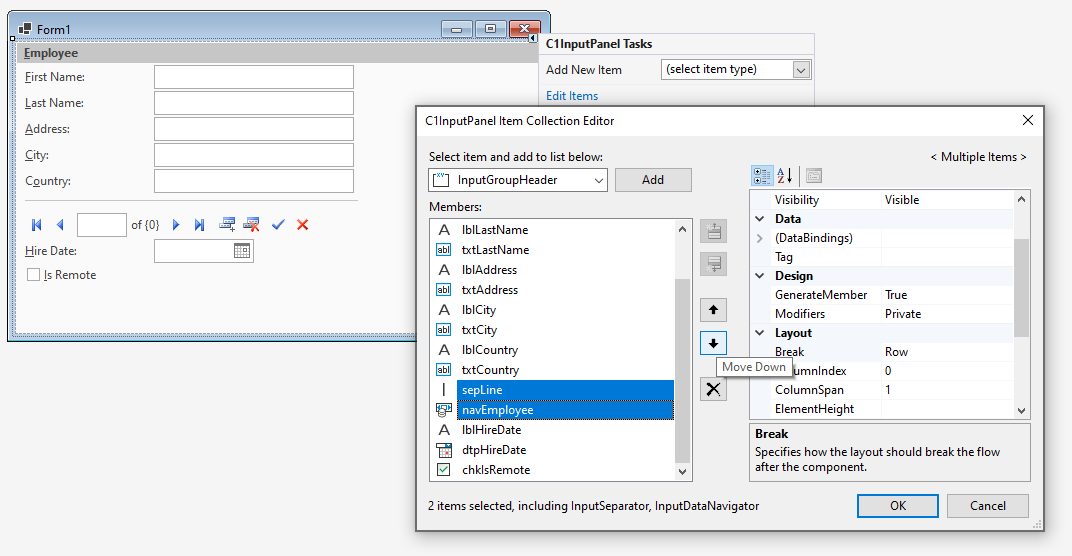 Form1
Employee
First Name:
Last Name:
Address:
City:
Country:
of {0}
Hire Date:
Is Remote
C1InputPanel Tasks
Add New Item
(select item type)
Edit Items
C1InputPanel Item Collection Editor
Select item and add to list below:
InputGroupHeader
Add
Members:
lblLastName
txtLastName
lblAddress
txtAddress
lblCity
txtCity
lblCountry
txtCountry
sepLine
navEmployee
lblHireDate
dtpHireDate
chkIsRemote
2 items selected, including InputSeparator, InputDataNavigator
Move Down
< Multiple Items >
Visibility Visible
Data
(DataBindings)
Tag
Design
GenerateMember True
Modifiers Private
Layout
Break Row
umnIndex 0
ColumnSpan 1
ElementHeight
Break
Specifies how the layout should break the flow
after the component.
OK
Cancel